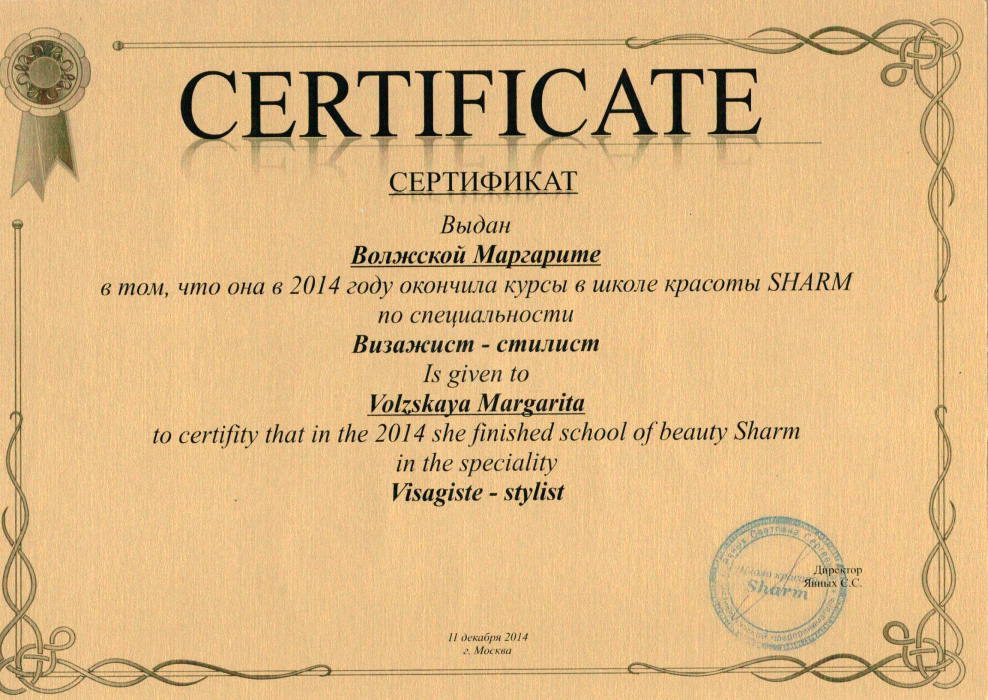 CERTIFICATE
СЕРТИФИКАТ
Выдан
Волжской Маргарите
в том, что она в 2014 году окончила курсы в школе красоты SHARM
по специальности
Визажист - стилист
Is given to
Volzskaya Margarita
to certifity that in the 2014 she finished school of beauty Sharm
in the speciality
Visagiste - stylist
Светлана
Sharm
Директор
Явных С.С.
11 декабря 2014
г. Москва